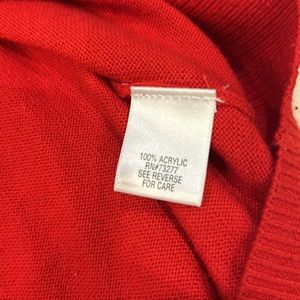 100% ACRYLIC
RN#73277
SEE REVERSE
FOR CARE